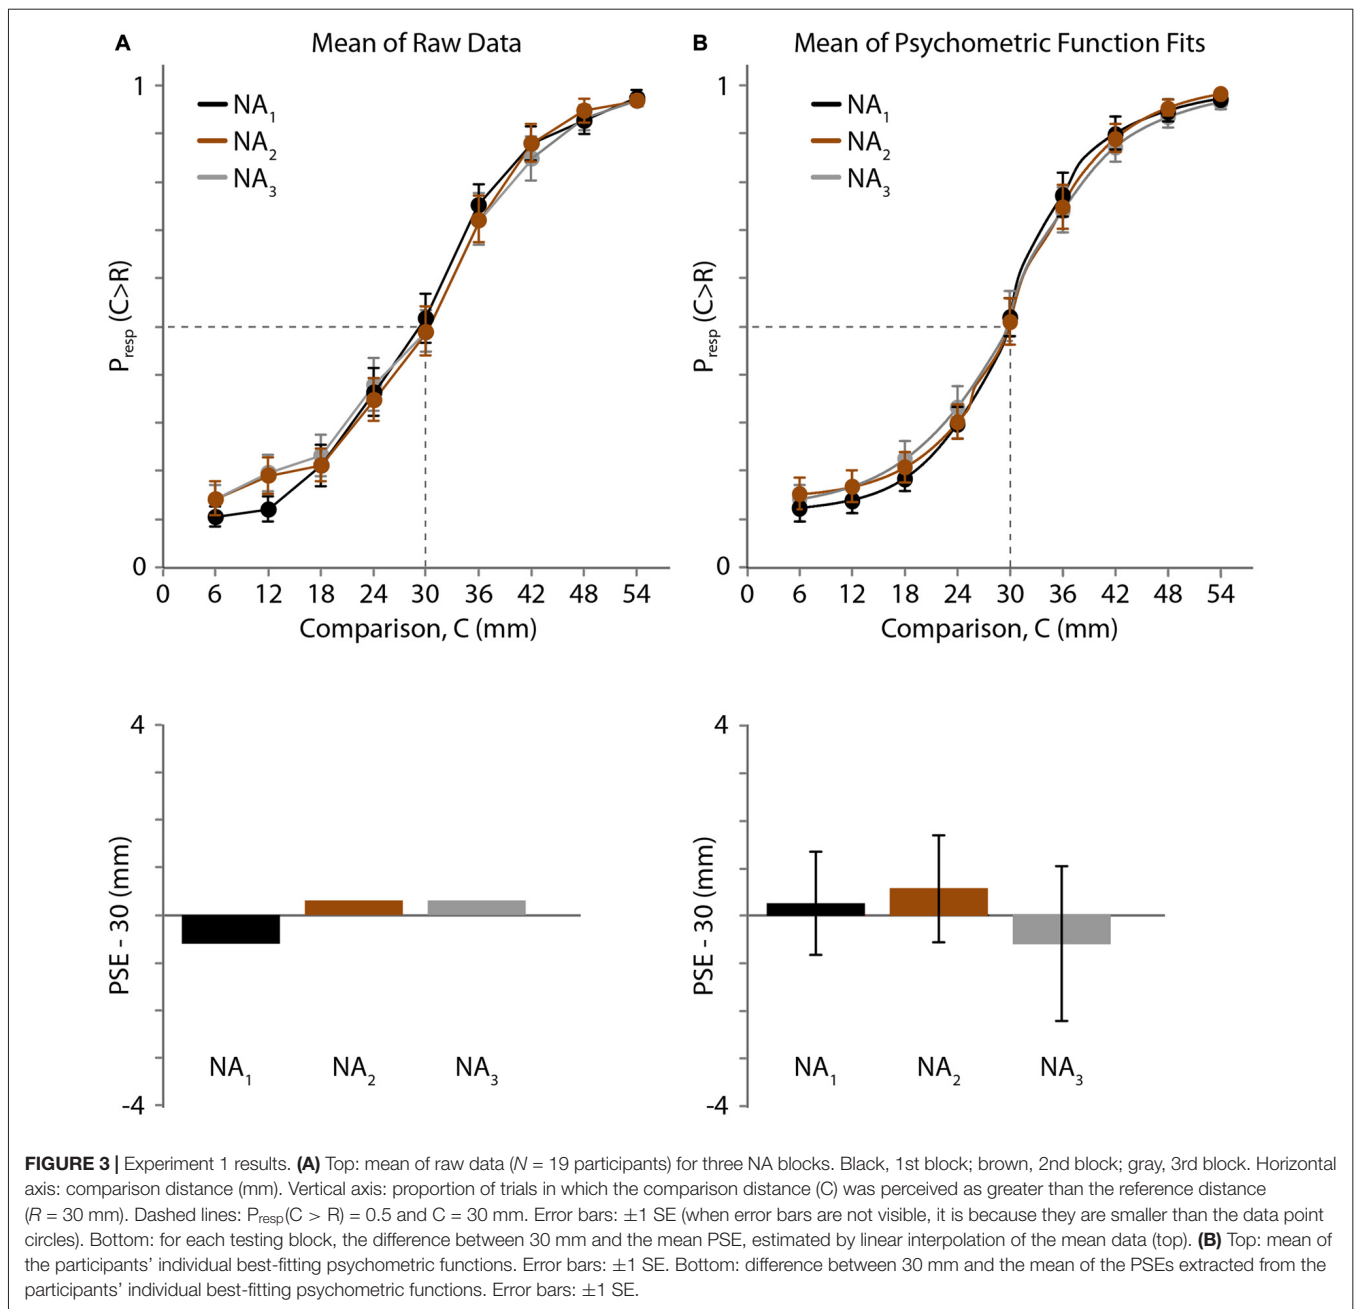 A Mean of Raw Data
1
NA1
NA2
NA3
Presp (C>R)
0
0 6 12 18 24 30 36 42 48 54
Comparison, C (mm)
B Mean of Psychometric Function Fits
1
NA1
NA2
NA3
Presp (C>R)
0
0 6 12 18 24 30 36 42 48 54
Comparison, C (mm)
4
PSE - 30 (mm)
NA1 NA2 NA3
-4
4
PSE - 30 (mm)
NA1 NA2 NA3
-4
FIGURE 3 | Experiment 1 results. (A) Top: mean of raw data (N = 19 participants) for three NA blocks. Black, 1st block; brown, 2nd block; gray, 3rd block. Horizontal
axis: comparison distance (mm). Vertical axis: proportion of trials in which the comparison distance (C) was perceived as greater than the reference distance
(R = 30 mm). Dashed lines: Presp(C > R) = 0.5 and C = 30 mm. Error bars: ±1 SE (when error bars are not visible, it is because they are smaller than the data point
circles). Bottom: for each testing block, the difference between 30 mm and the mean PSE, estimated by linear interpolation of the mean data (top). (B) Top: mean of
the participants' individual best-fitting psychometric functions. Error bars: ±1 SE. Bottom: difference between 30 mm and the mean of the PSEs extracted from the
participants' individual best-fitting psychometric functions. Error bars: ±1 SE.